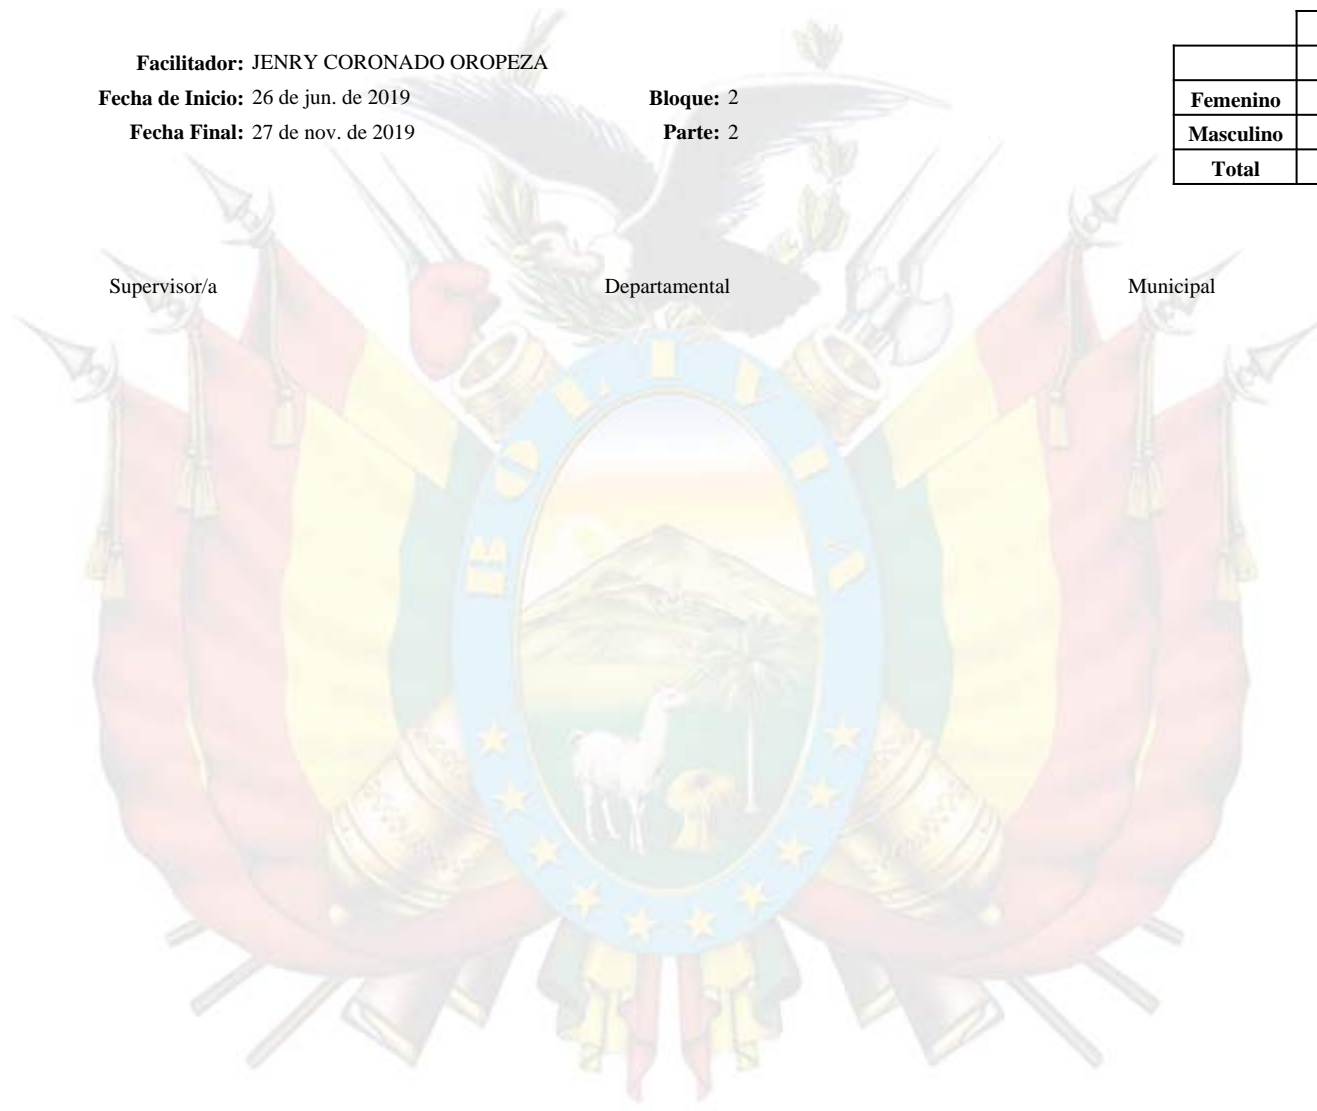 Facilitador: JENRY CORONADO OROPEZA
Fecha de Inicio: 26 de jun. de 2019 Bloque: 2
Fecha Final: 27 de nov. de 2019 Parte: 2
Femenino
Masculino
Total
Supervisor/a Departamental Municipal
BOLIVIA